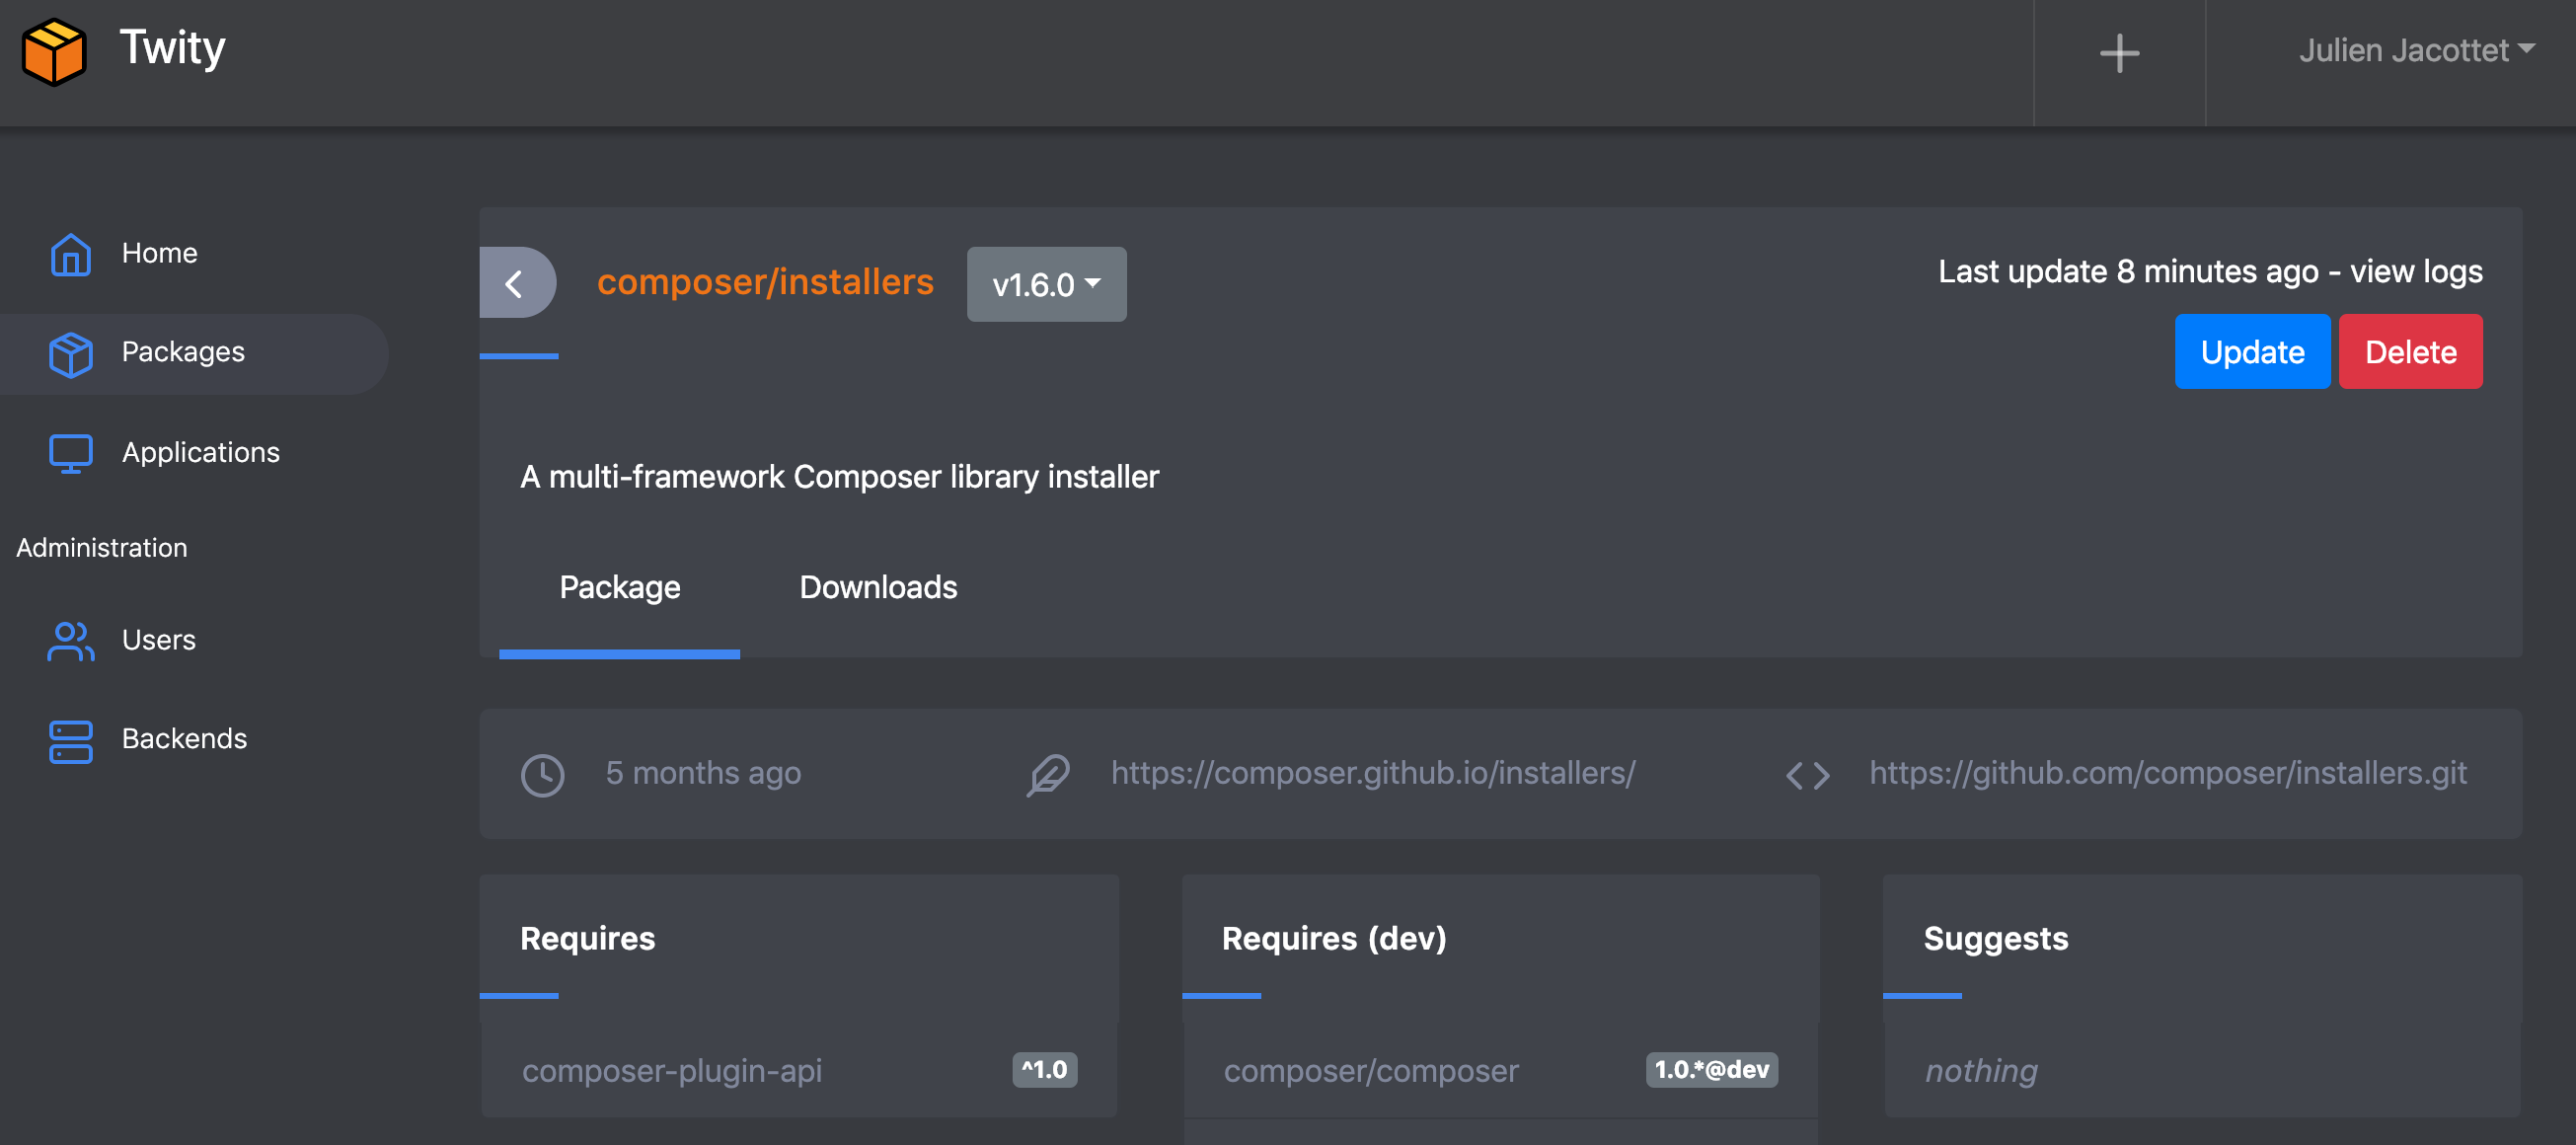 Twity
Julien Jacottet
Home
Packages
Applications
Administration
Users
Backends
composer/installers
v1.6.0
Last update 8 minutes ago - view logs
Update
Delete
A multi-framework Composer library installer
Package
Downloads
5 months ago
https://composer.github.io/installers/
https://github.com/composer/installers.git
Requires
composer-plugin-api ^1.0
Requires (dev)
composer/composer 1.0.*@dev
Suggests
nothing